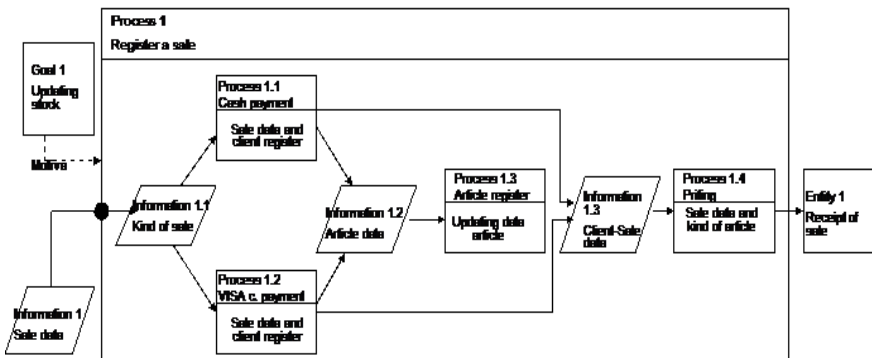 Process 1
Register a sale
Goal 1
Updating
stock
Motive
Process 1.1
Cash payment
Sale data and
client register
Information 1.1
Kind of sale
Information 1.2
Article data
Process 1.3
Article register
Updating data
article
Information
1.3
Client-Sale
data
Process 1.4
Priting
Sale data and
kind of article
Entity 1
Receipt of
sale
Process 1.2
VISA c. payment
Sale data and
client register
Information 1
Sale data